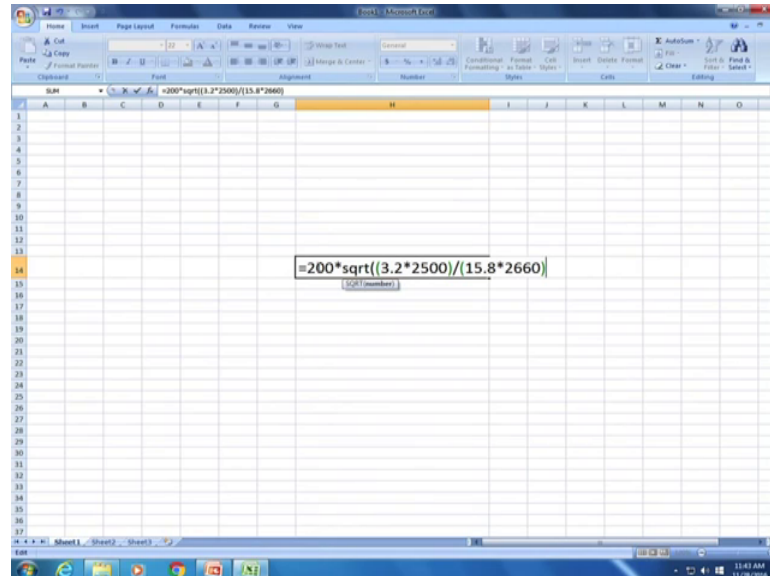 Book1 - Microsoft Excel
Home Insert Page Layout Formulas Data Review View
Cut
Copy
Format Painter
Paste
Clipboard
22
Font
Wrap Text
Merge & Center
Alignment
General
Number
Conditional Formatting
Format as Table
Cell Styles
Styles
Insert Delete Format
Cells
AutoSum
Fill
Clear
Sort & Filter
Find & Select
Editing
SUM =200*sqrt((3.2*2500)/(15.8*2660)
A B C D E F G H I J K L M N O
1
2
3
4
5
6
7
8
9
10
11
12
13
14 =200*sqrt((3.2*2500)/(15.8*2660)
15 SQRT(number)
16
17
18
19
20
21
22
23
24
25
26
27
28
29
30
31
32
33
34
35
36
37
Sheet1 Sheet2 Sheet3
Edit
11:43 AM
11/28/2016